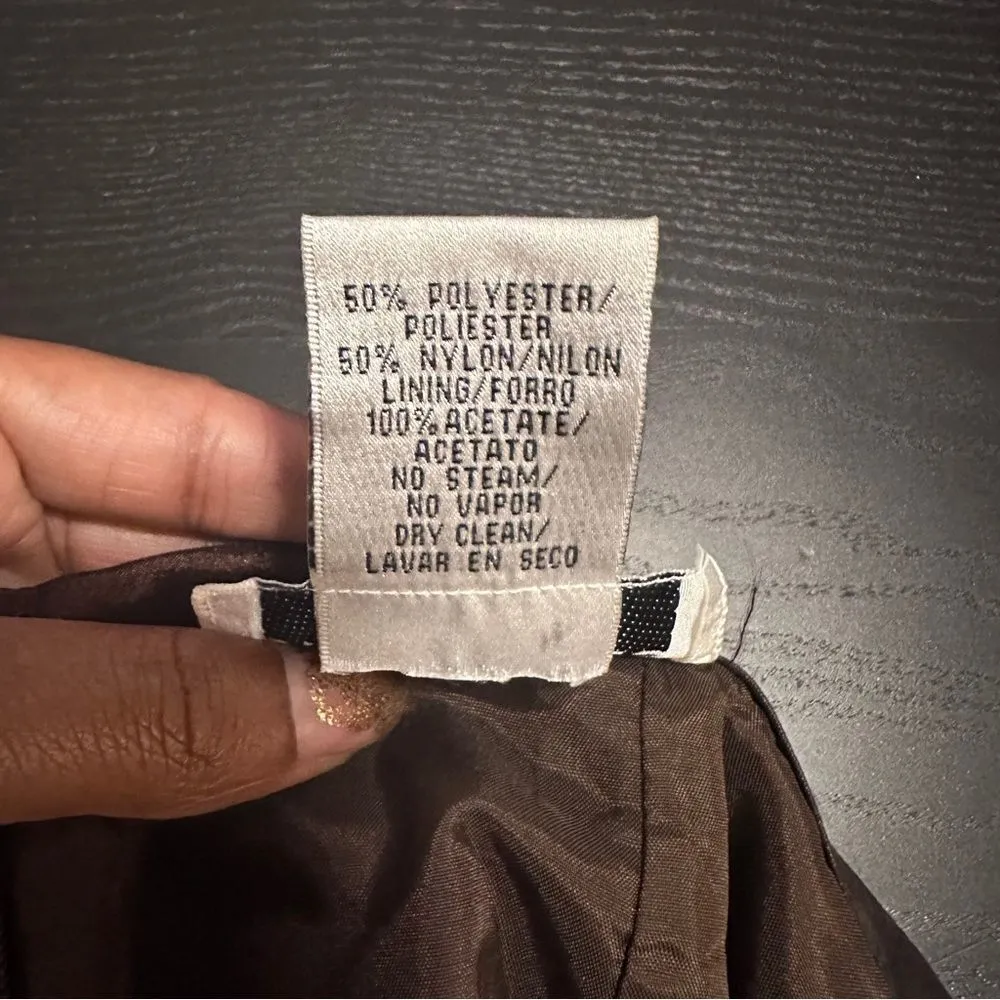 50% POLYESTER/
POLIESTER
50% NYLON/NILON
LINING/FORRO
100% ACETATE/
ACETATO
NO STEAM/
NO VAPOR
DRY CLEAN/
LAVAR EN SECO